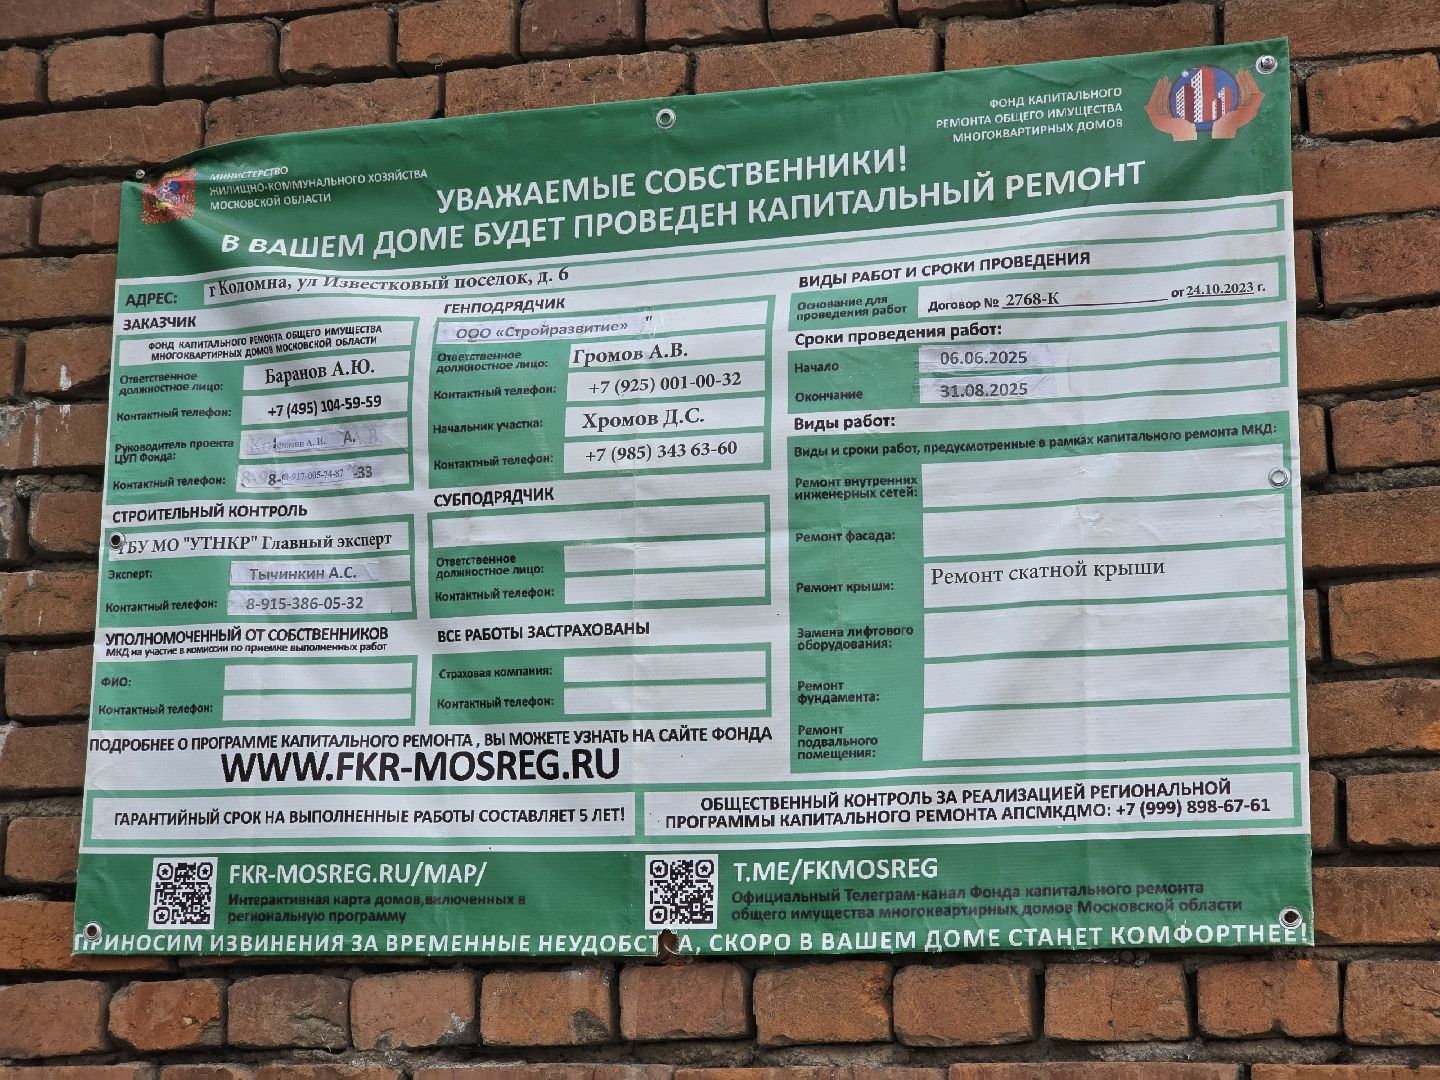 МИНИСТЕРСТВО
ЖИЛИЩНО-КОММУНАЛЬНОГО ХОЗЯЙСТВА
МОСКОВСКОЙ ОБЛАСТИ
ФОНД КАПИТАЛЬНОГО
РЕМОНТА ОБЩЕГО ИМУЩЕСТВА
МНОГОКВАРТИРНЫХ ДОМОВ
УВАЖАЕМЫЕ СОБСТВЕННИКИ!
В ВАШЕМ ДОМЕ БУДЕТ ПРОВЕДЕН КАПИТАЛЬНЫЙ РЕМОНТ
АДРЕС: г Коломна, ул Известковый поселок, д. 6
ЗАКАЗЧИК
ФОНД КАПИТАЛЬНОГО РЕМОНТА ОБЩЕГО ИМУЩЕСТВА
МНОГОКВАРТИРНЫХ ДОМОВ МОСКОВСКОЙ ОБЛАСТИ
Ответственное
должностное лицо: Баранов А.Ю.
Контактный телефон: +7 (495) 104-59-59
Руководитель проекта
ЦУП Фонда:
Контактный телефон: 8-917-005-74-87 -33
СТРОИТЕЛЬНЫЙ КОНТРОЛЬ
ГБУ МО "УТНКР" Главный эксперт
Эксперт: Тычинкин А.С.
Контактный телефон: 8-915-386-05-32
УПОЛНОМОЧЕННЫЙ ОТ СОБСТВЕННИКОВ
МКД на участие в комиссии по приемке выполненных работ
ФИО:
Контактный телефон:
ГЕНПОДРЯДЧИК
ООО «Стройразвитие» "
Ответственное
должностное лицо: Громов А.В.
Контактный телефон: +7 (925) 001-00-32
Начальник участка: Хромов Д.С.
Контактный телефон: +7 (985) 343 63-60
СУБПОДРЯДЧИК
Ответственное
должностное лицо:
Контактный телефон:
ВСЕ РАБОТЫ ЗАСТРАХОВАНЫ
Страховая компания:
Контактный телефон:
ВИДЫ РАБОТ И СРОКИ ПРОВЕДЕНИЯ
Основание для
проведения работ Договор № 2768-К от 24.10.2023 г.
Сроки проведения работ:
Начало 06.06.2025
Окончание 31.08.2025
Виды работ:
Виды и сроки работ, предусмотренные в рамках капитального ремонта МКД:
Ремонт внутренних
инженерных сетей:
Ремонт фасада:
Ремонт крыши: Ремонт скатной крыши
Замена лифтового
оборудования:
Ремонт
фундамента:
Ремонт
подвального
помещения:
ПОДРОБНЕЕ О ПРОГРАММЕ КАПИТАЛЬНОГО РЕМОНТА , ВЫ МОЖЕТЕ УЗНАТЬ НА САЙТЕ ФОНДА
WWW.FKR-MOSREG.RU
ГАРАНТИЙНЫЙ СРОК НА ВЫПОЛНЕННЫЕ РАБОТЫ СОСТАВЛЯЕТ 5 ЛЕТ!
ОБЩЕСТВЕННЫЙ КОНТРОЛЬ ЗА РЕАЛИЗАЦИЕЙ РЕГИОНАЛЬНОЙ
ПРОГРАММЫ КАПИТАЛЬНОГО РЕМОНТА АПСМКДМО: +7 (999) 898-67-61
FKR-MOSREG.RU/MAP/
Интерактивная карта домов,включенных в
региональную программу
T.ME/FKMOSREG
Официальный Телеграм-канал Фонда капитального ремонта
общего имущества многоквартирных домов Московской области
ПРИНОСИМ ИЗВИНЕНИЯ ЗА ВРЕМЕННЫЕ НЕУДОБСТВА, СКОРО В ВАШЕМ ДОМЕ СТАНЕТ КОМФОРТНЕЕ!